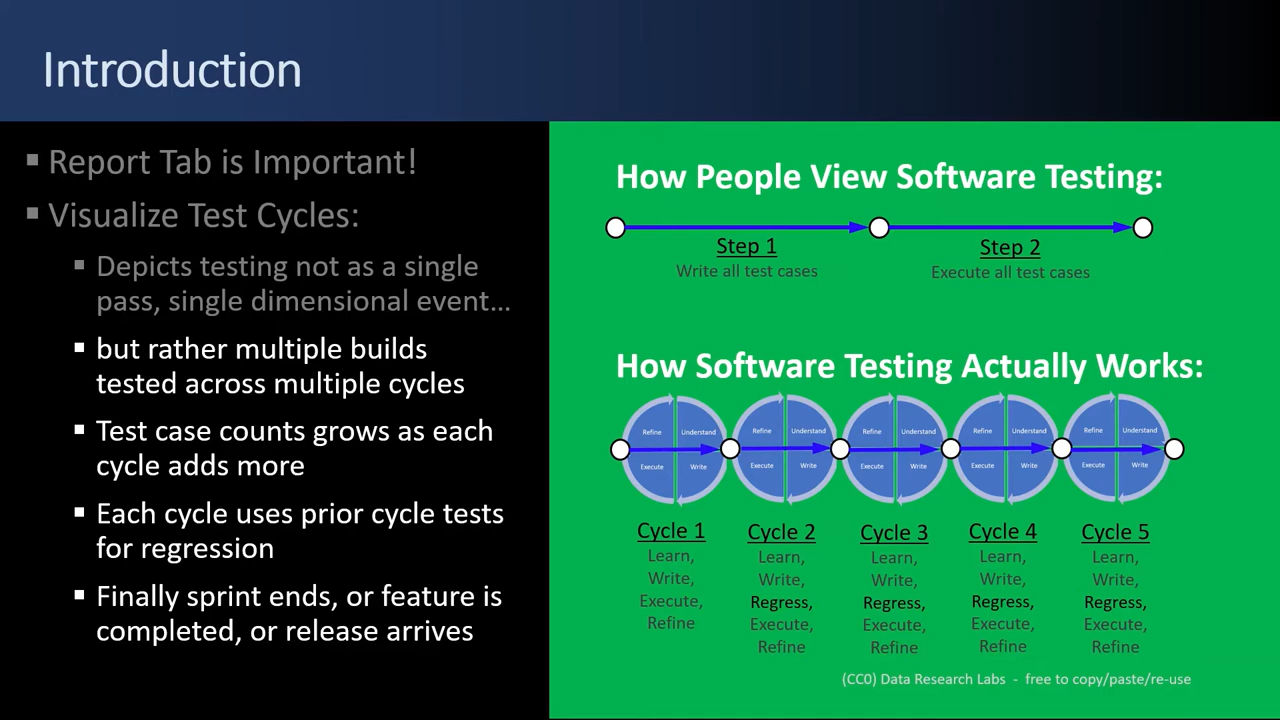 Introduction
▪ Report Tab is Important!
▪ Visualize Test Cycles:
▪ Depicts testing not as a single
pass, single dimensional event…
▪ but rather multiple builds
tested across multiple cycles
▪ Test case counts grows as each
cycle adds more
▪ Each cycle uses prior cycle tests
for regression
▪ Finally sprint ends, or feature is
completed, or release arrives
How People View Software Testing:
Step 1
Write all test cases
Step 2
Execute all test cases
How Software Testing Actually Works:
Refine Understand
Execute Write
Refine Understand
Execute Write
Refine Understand
Execute Write
Refine Understand
Execute Write
Refine Understand
Execute Write
Cycle 1
Learn,
Write,
Execute,
Refine
Cycle 2
Learn,
Write,
Regress,
Execute,
Refine
Cycle 3
Learn,
Write,
Regress,
Execute,
Refine
Cycle 4
Learn,
Write,
Regress,
Execute,
Refine
Cycle 5
Learn,
Write,
Regress,
Execute,
Refine
(CC0) Data Research Labs - free to copy/paste/re-use